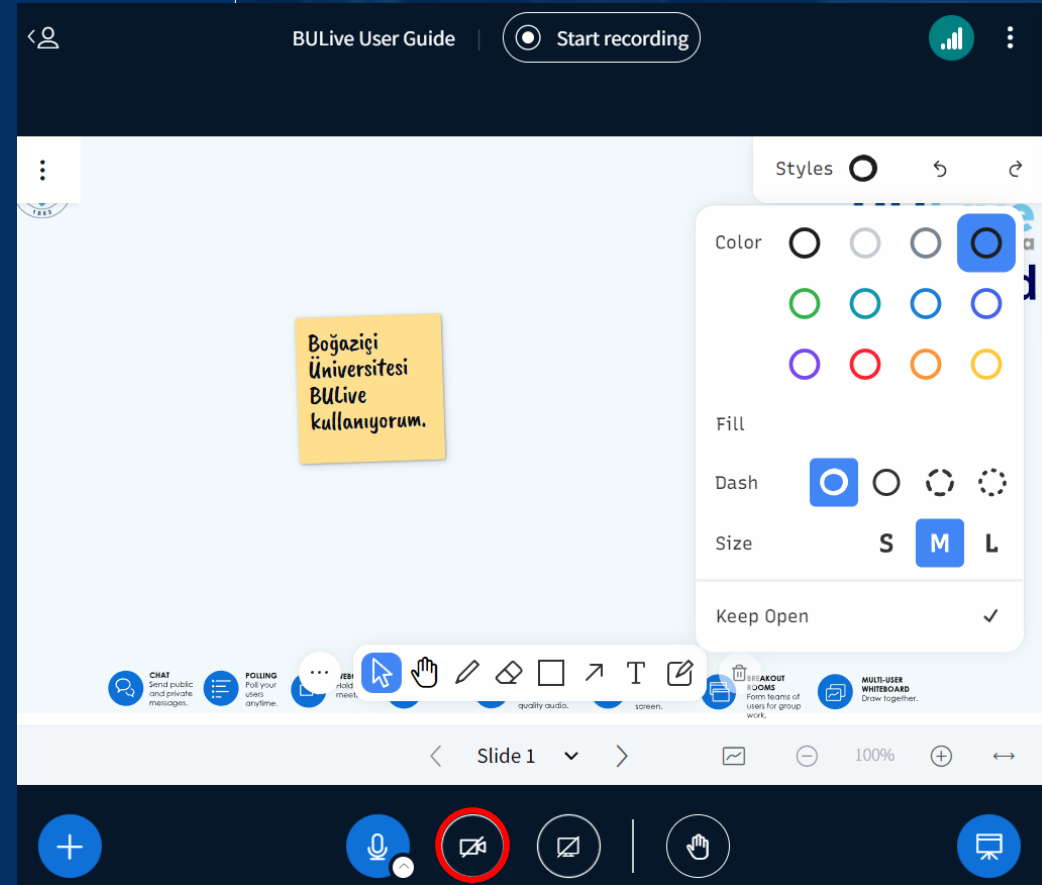 BULive User Guide
Start recording
Styles
1863
Color
Boğaziçi
Üniversitesi
BULive
kullanıyorum.
Fill
Dash
Size S M L
Keep Open
CHAT
Send public
and private
messages.
POLLING
Poll your
users
anytime.
quality audio.
screen.
BREAKOUT
ROOMS
Form teams of
users for group
work.
MULTI-USER
WHITEBOARD
Draw together.
T
Slide 1
100%